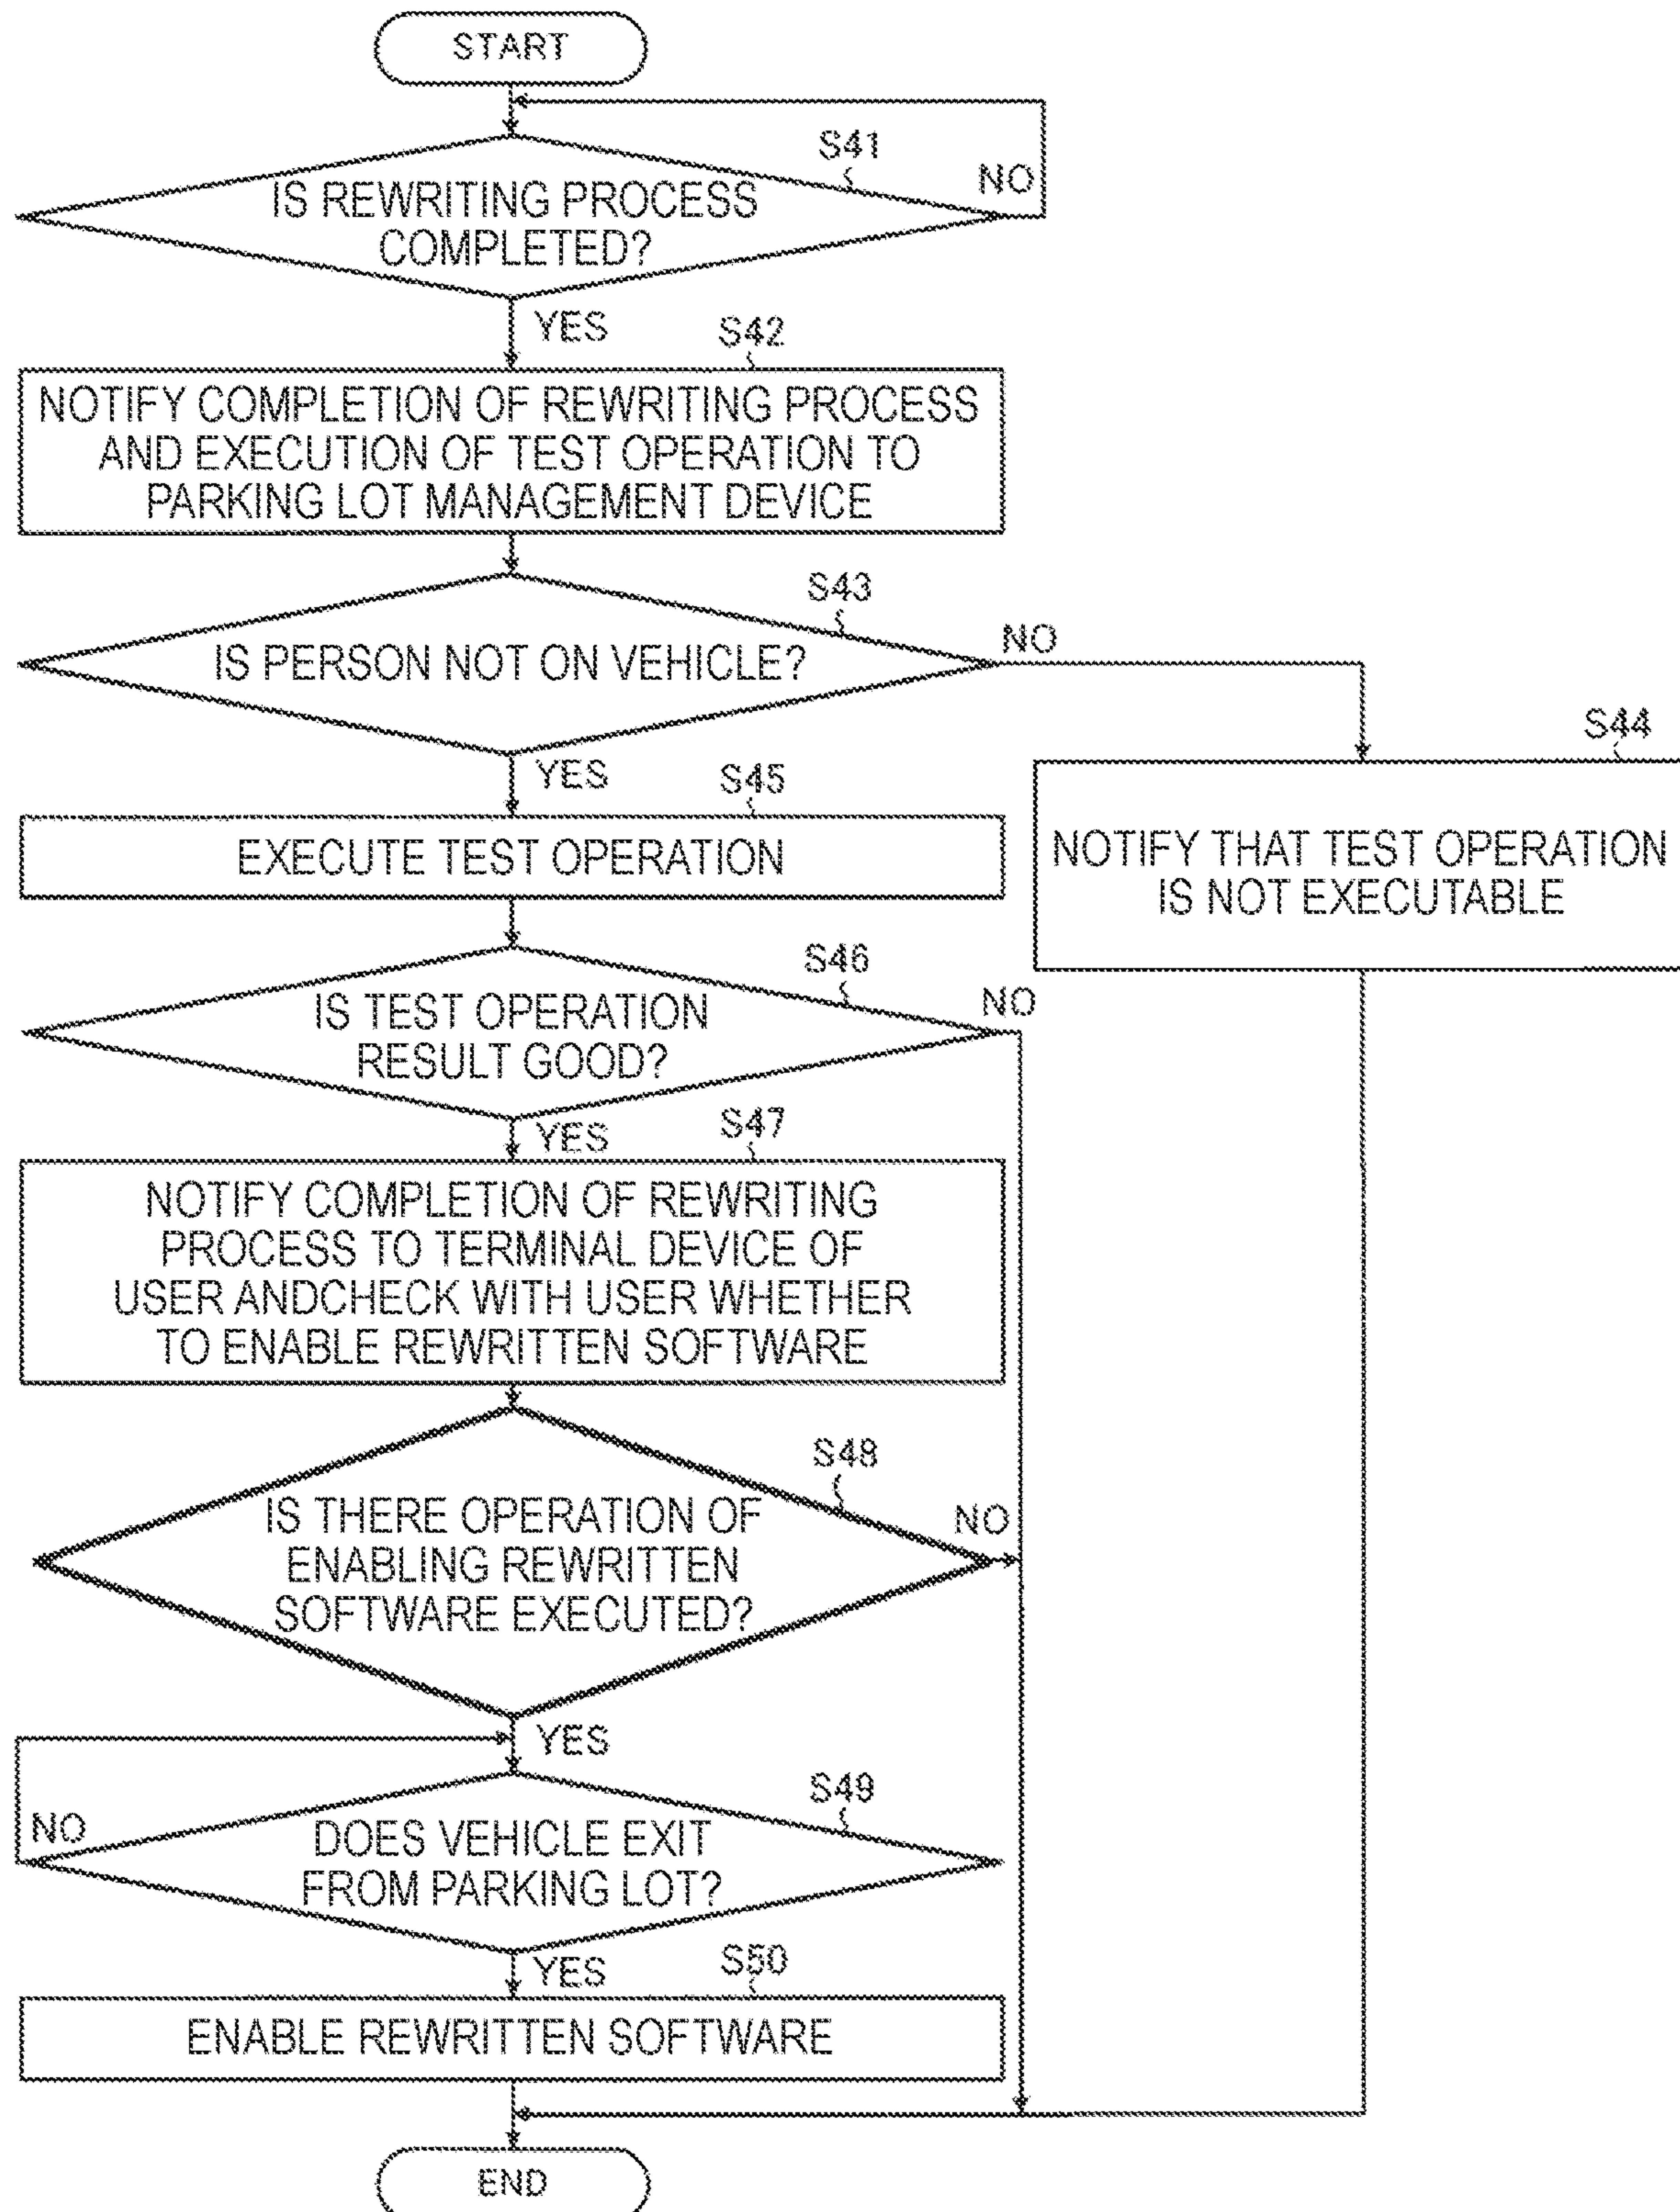 START
S41
NO
IS REWRITING PROCESS
COMPLETED?
YES
S42
NOTIFY COMPLETION OF REWRITING PROCESS
AND EXECUTION OF TEST OPERATION TO
PARKING LOT MANAGEMENT DEVICE
S43
NO
IS PERSON NOT ON VEHICLE?
S44
YES
S45
NOTIFY THAT TEST OPERATION
IS NOT EXECUTABLE
EXECUTE TEST OPERATION
S46
NO
IS TEST OPERATION
RESULT GOOD?
YES
S47
NOTIFY COMPLETION OF REWRITING
PROCESS TO TERMINAL DEVICE OF
USER ANDCHECK WITH USER WHETHER
TO ENABLE REWRITTEN SOFTWARE
S48
NO
IS THERE OPERATION OF
ENABLING REWRITTEN
SOFTWARE EXECUTED?
YES
S49
NO
DOES VEHICLE EXIT
FROM PARKING LOT?
YES
S50
ENABLE REWRITTEN SOFTWARE
END